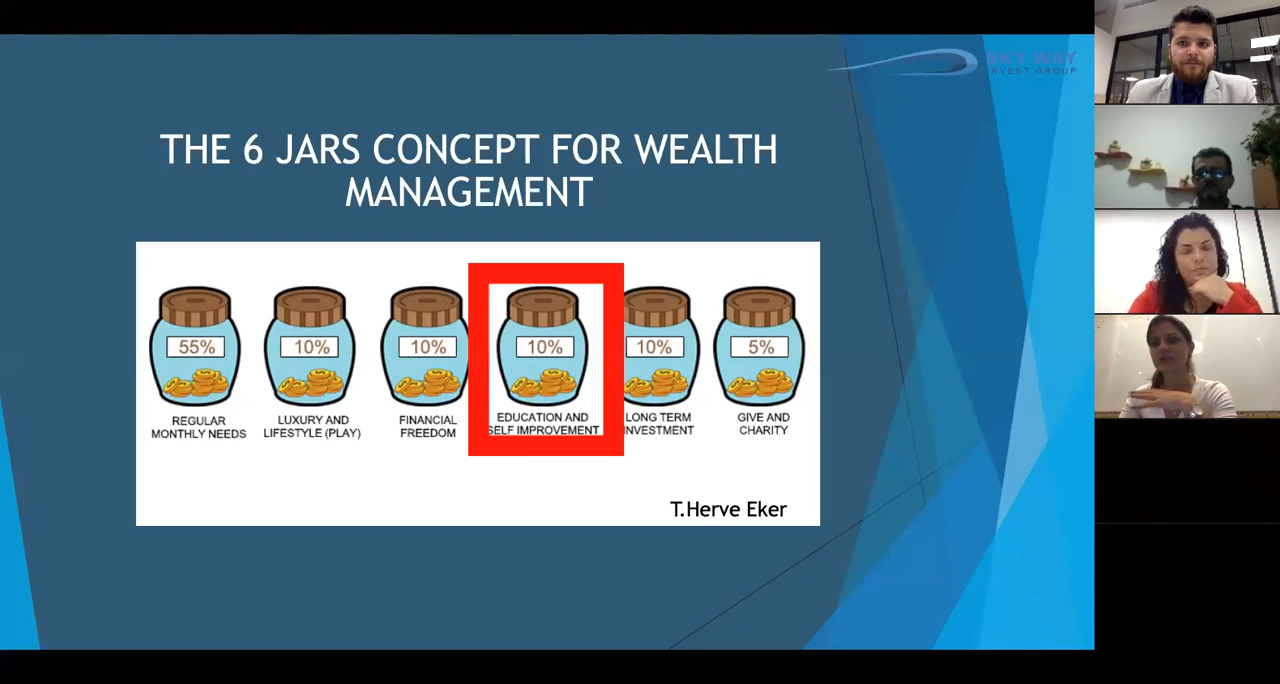 SKY WAY
INVEST GROUP
THE 6 JARS CONCEPT FOR WEALTH
MANAGEMENT
55%
10%
10%
10%
10%
5%
REGULAR
MONTHLY NEEDS
LUXURY AND
LIFESTYLE (PLAY)
FINANCIAL
FREEDOM
EDUCATION AND
SELF IMPROVEMENT
LONG TERM
INVESTMENT
GIVE AND
CHARITY
T.Herve Eker